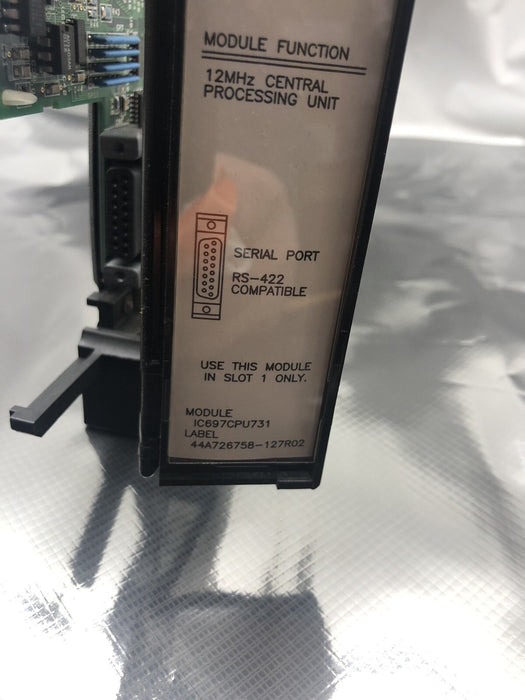 MODULE FUNCTION
12MHz CENTRAL
PROCESSING UNIT
SERIAL PORT
RS-422
COMPATIBLE
USE THIS MODULE
IN SLOT 1 ONLY.
MODULE
IC697CPU731
LABEL
44A726758-127R02